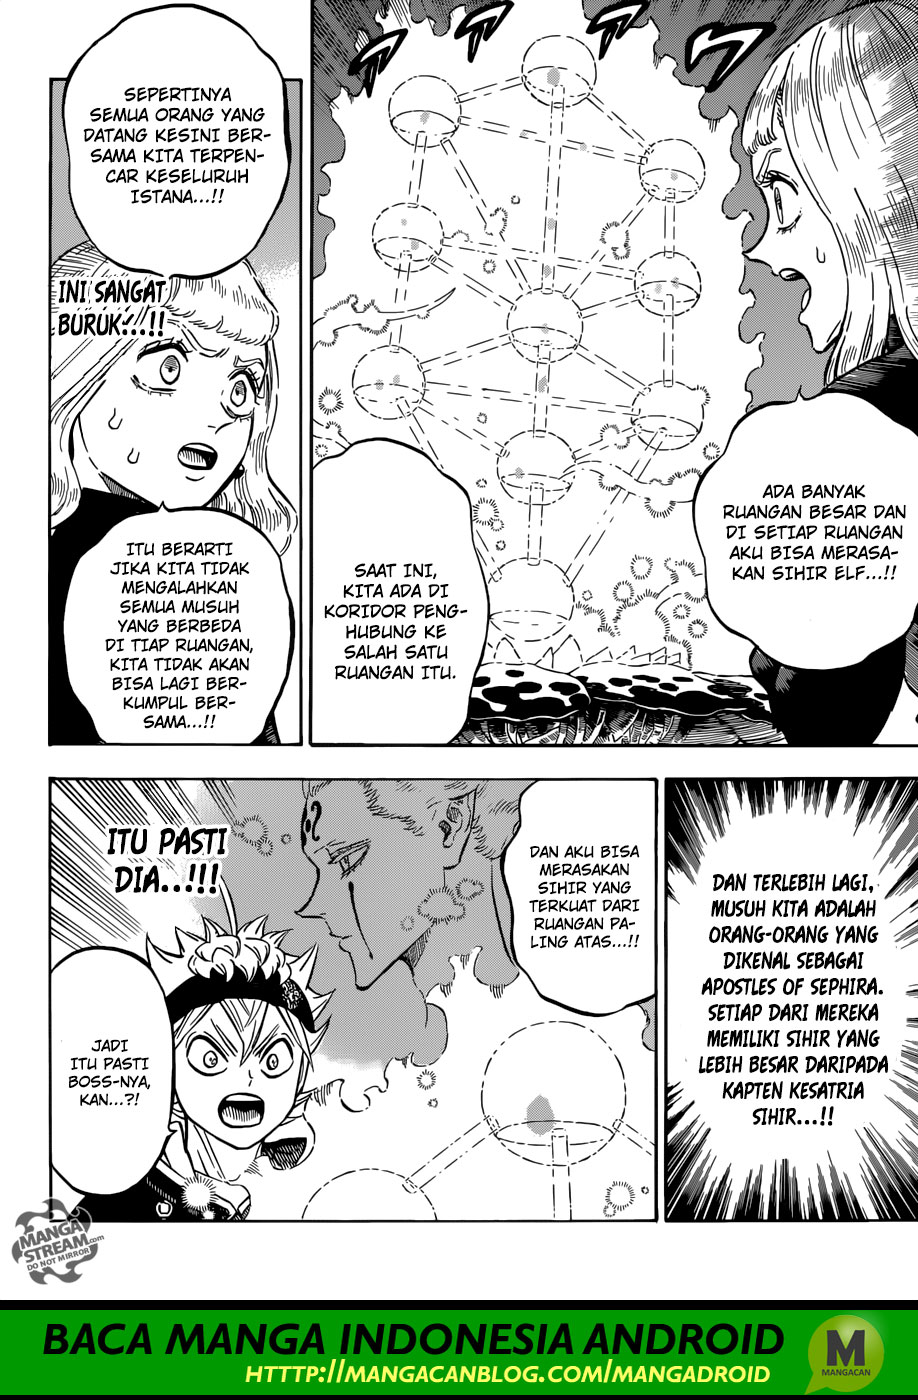 ADA BANYAK
RUANGAN BESAR DAN
DI SETIAP RUANGAN
AKU BISA MERASA-
KAN SIHIR ELF...!!
SAAT INI,
KITA ADA DI
KORIDOR PENG-
HUBUNG KE
SALAH SATU
RUANGAN ITU.
SEPERTINYA
SEMUA ORANG YANG
DATANG KESINI BER-
SAMA KITA TERPEN-
CAR KESELURUH
ISTANA...!!
INI SANGAT
BURUK...!!
ITU BERARTI
JIKA KITA TIDAK
MENGALAHKAN
SEMUA MUSUH
YANG BERBEDA
DI TIAP RUANGAN,
KITA TIDAK AKAN
BISA LAGI BER-
KUMPUL BER-
SAMA...!!
DAN TERLEBIH LAGI,
MUSUH KITA ADALAH
ORANG-ORANG YANG
DIKENAL SEBAGAI
APOSTLES OF SEPHIRA.
SETIAP DARI MEREKA
MEMILIKI SIHIR YANG
LEBIH BESAR DARIPADA
KAPTEN KESATRIA
SIHIR...!!
DAN AKU BISA
MERASAKAN
SIHIR YANG
TERKUAT DARI
RUANGAN PA-
LING ATAS...!!
ITU PASTI
DIA...!!!
JADI
ITU PASTI
BOSS-NYA,
KAN...?!
MANGA
STREAM.com
DO NOT MIRROR
BACA MANGA INDONESIA ANDROID
HTTTP://MANGACANBLOG.COM/MANGADROID
M
MANGACAN